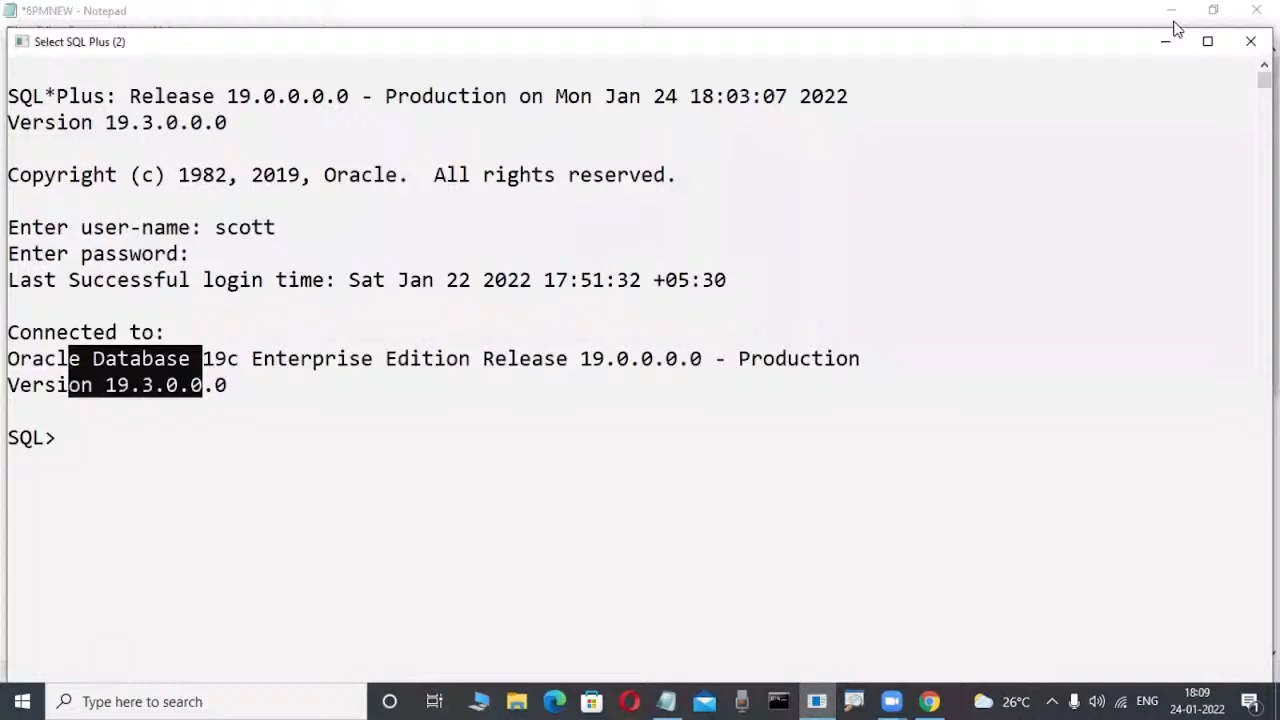 *6PMNEW - Notepad
Select SQL Plus (2)
SQL*Plus: Release 19.0.0.0.0 - Production on Mon Jan 24 18:03:07 2022
Version 19.3.0.0.0
Copyright (c) 1982, 2019, Oracle.  All rights reserved.
Enter user-name: scott
Enter password:
Last Successful login time: Sat Jan 22 2022 17:51:32 +05:30
Connected to:
Oracle Database 19c Enterprise Edition Release 19.0.0.0.0 - Production
Version 19.3.0.0.0
SQL>
Type here to search
26°C
ENG
18:09
24-01-2022
1